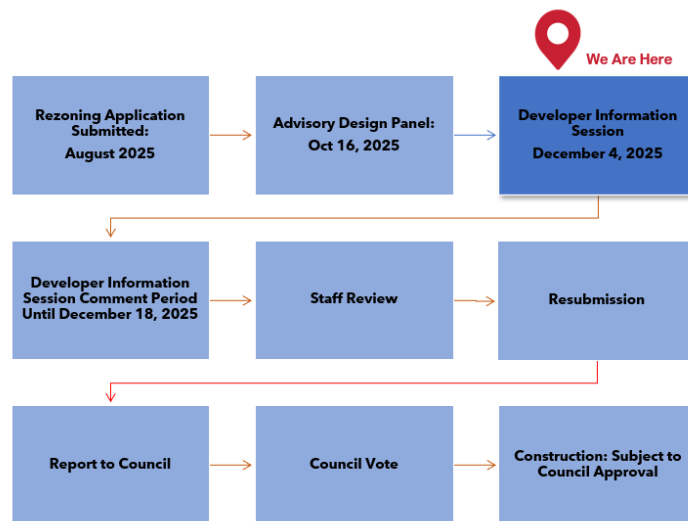 We Are Here
Rezoning Application
Submitted:
August 2025
Advisory Design Panel:
Oct 16, 2025
Developer Information
Session
December 4, 2025
Developer Information
Session Comment Period
Until December 18, 2025
Staff Review
Resubmission
Report to Council
Council Vote
Construction: Subject to
Council Approval